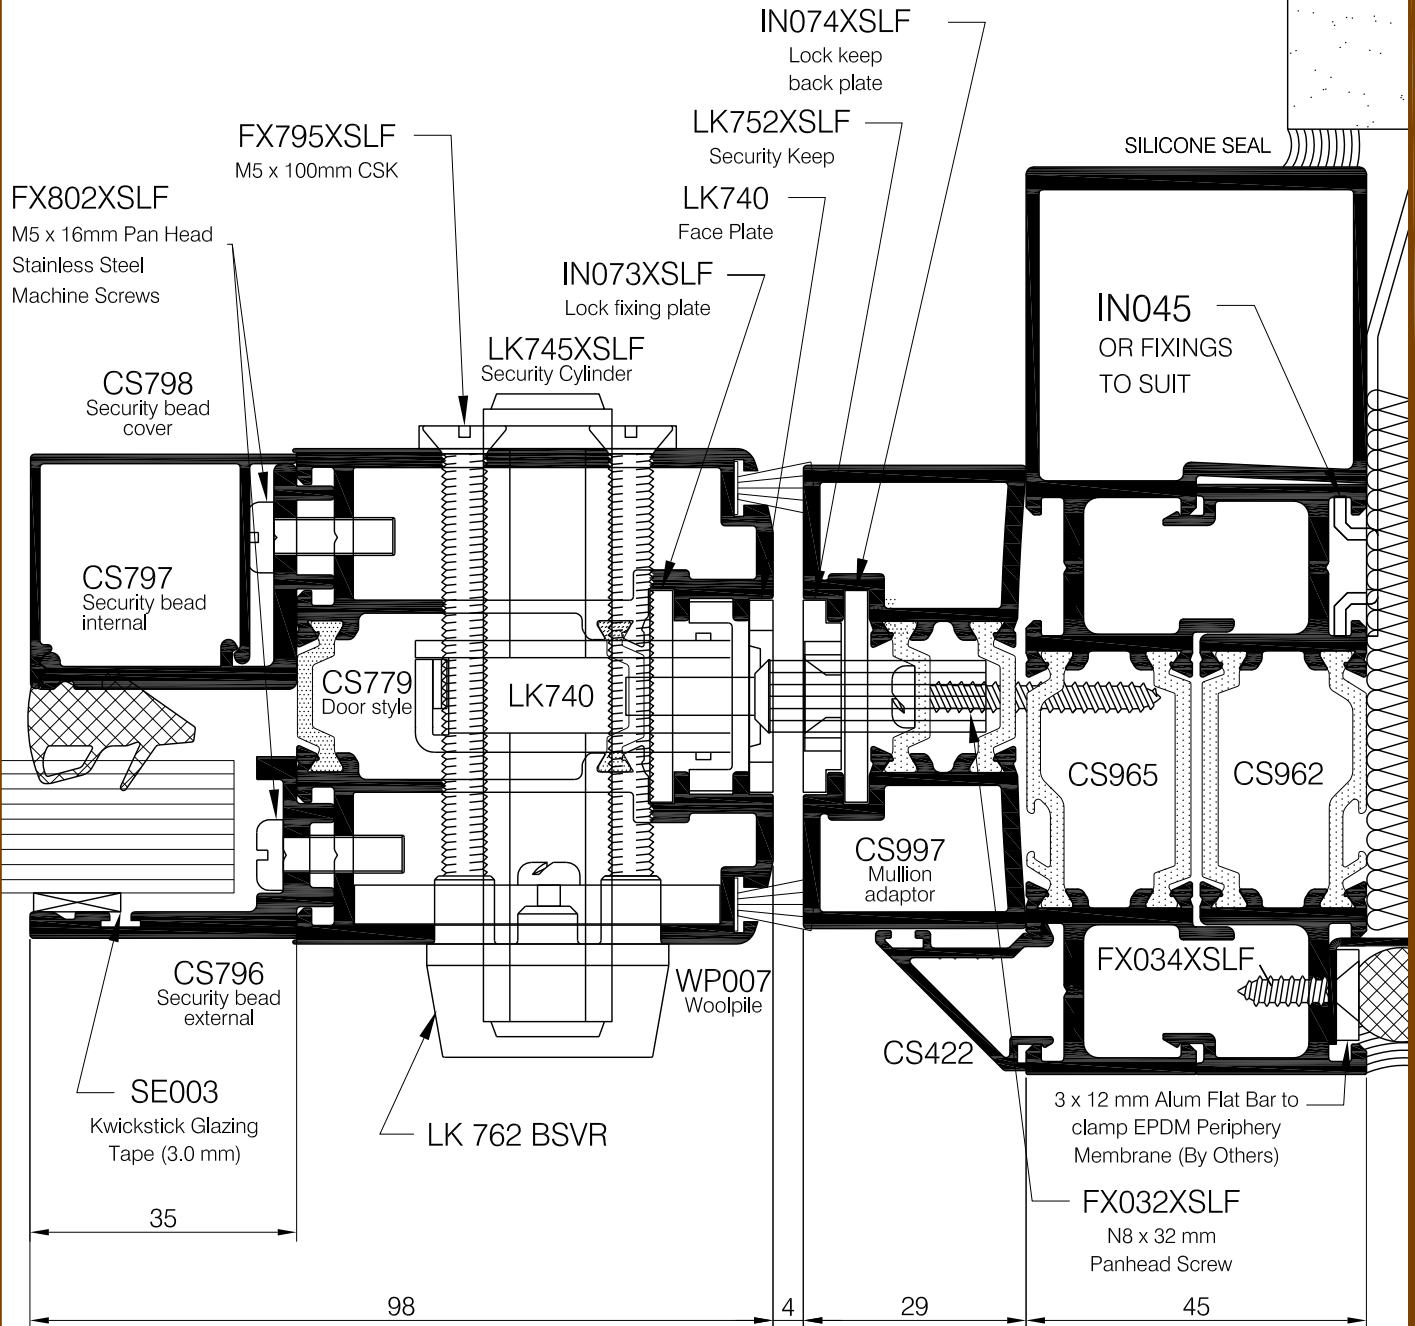 IN074XSLF
Lock keep
back plate
FX795XSLF
M5 x 100mm CSK
LK752XSLF
Security Keep
SILICONE SEAL
FX802XSLF
M5 x 16mm Pan Head
Stainless Steel
Machine Screws
LK740
Face Plate
IN073XSLF
Lock fixing plate
IN045
OR FIXINGS
TO SUIT
LK745XSLF
Security Cylinder
CS798
Security bead
cover
CS797
Security bead
internal
CS779
Door style
LK740
CS965
CS962
CS997
Mullion
adaptor
CS796
Security bead
external
WP007
Woolpile
FX034XSLF
CS422
SE003
Kwickstick Glazing
Tape (3.0 mm)
LK 762 BSVR
3 x 12 mm Alum Flat Bar to
clamp EPDM Periphery
Membrane (By Others)
FX032XSLF
N8 x 32 mm
Panhead Screw
35
98
4
29
45